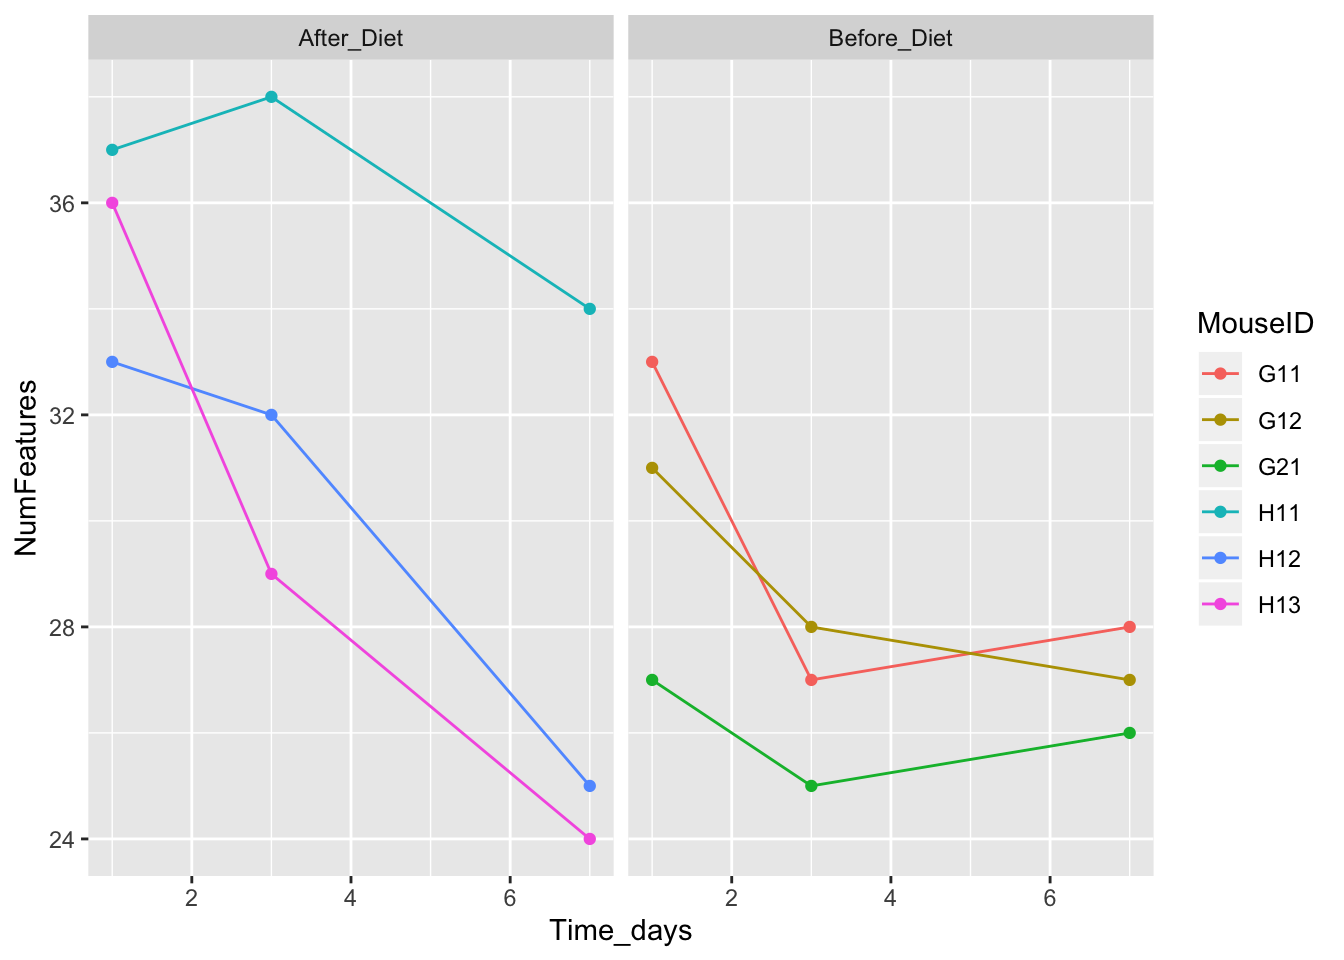 After_Diet
Before_Diet
NumFeatures
36
32
28
24
2 4 6
2 4 6
Time_days
MouseID
G11
G12
G21
H11
H12
H13